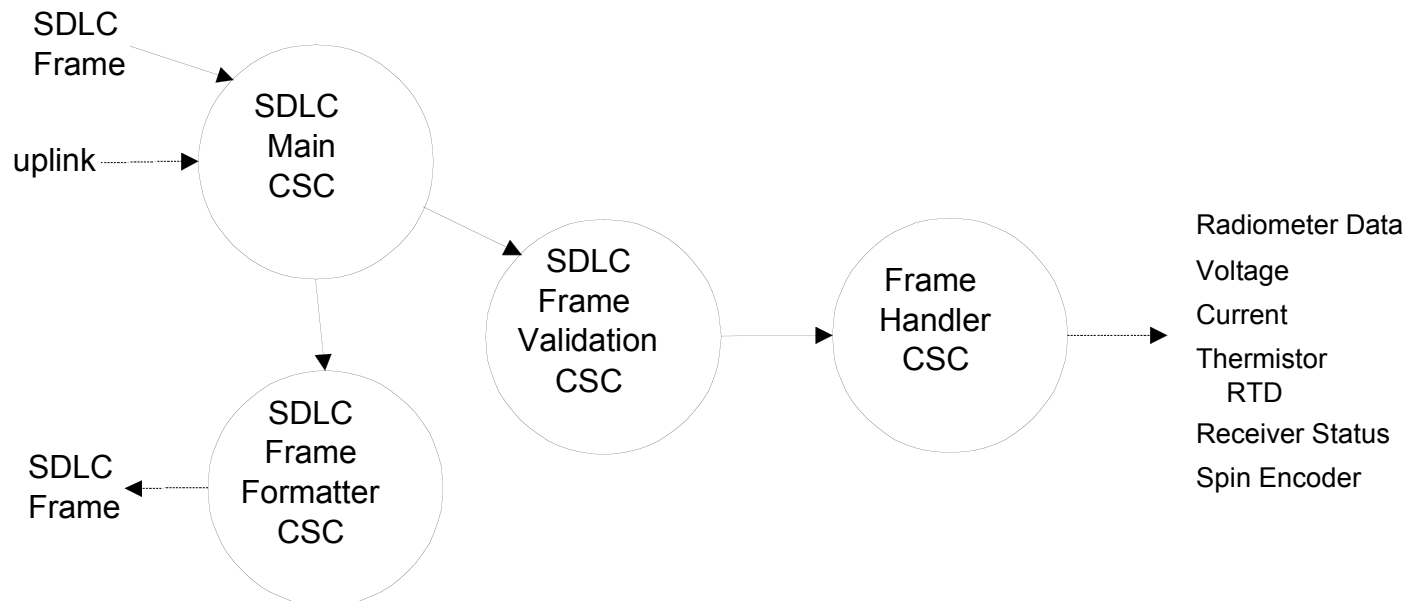 SDLC
Frame
uplink
SDLC
Main
CSC
SDLC
Frame
Validation
CSC
Frame
Handler
CSC
Radiometer Data
Voltage
Current
Thermistor
RTD
Receiver Status
Spin Encoder
SDLC
Frame
Formatter
CSC
SDLC
Frame